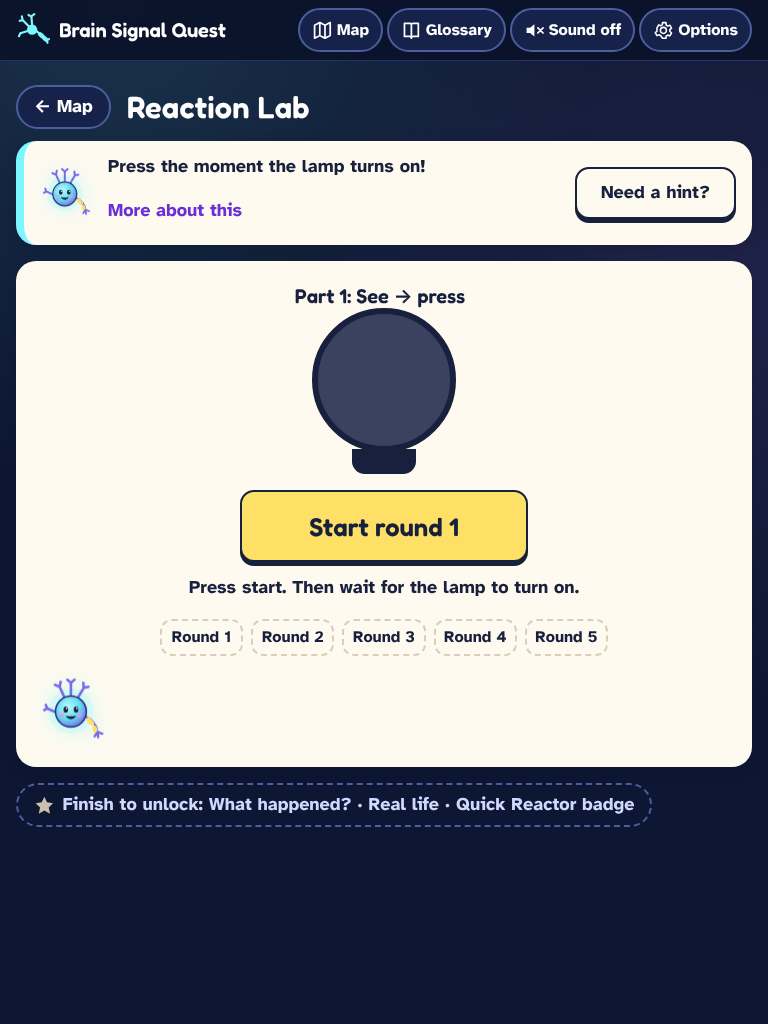 Brain Signal Quest
Map
Glossary
Sound off
Options
← Map
Reaction Lab
Press the moment the lamp turns on!
More about this
Need a hint?
Part 1: See → press
Start round 1
Press start. Then wait for the lamp to turn on.
Round 1
Round 2
Round 3
Round 4
Round 5
Finish to unlock: What happened? · Real life · Quick Reactor badge